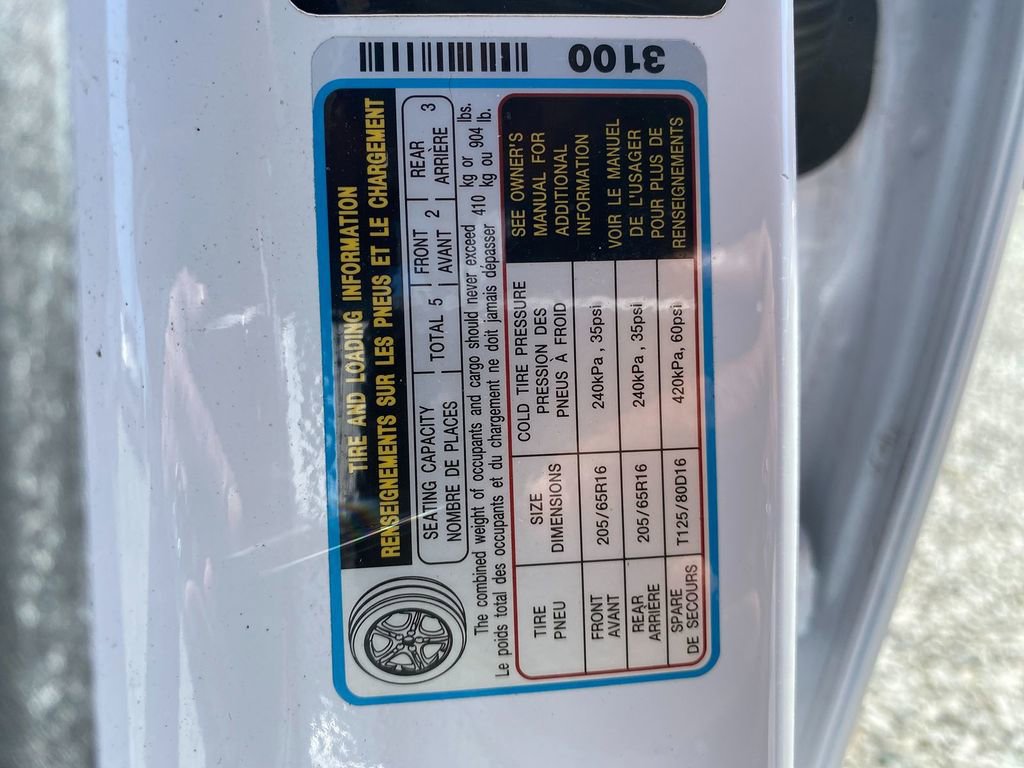 3100
TIRE AND LOADING INFORMATION
RENSEIGNEMENTS SUR LES PNEUS ET LE CHARGEMENT
SEATING CAPACITY
NOMBRE DE PLACES
TOTAL 5
FRONT
AVANT 2
REAR
ARRIÈRE 3
The combined weight of occupants and cargo should never exceed 410 kg or 904 lbs.
Le poids total des occupants et du chargement ne doit jamais dépasser 410 kg ou 904 lb.
TIRE
PNEU
SIZE
DIMENSIONS
COLD TIRE PRESSURE
PRESSION DES
PNEUS À FROID
FRONT
AVANT
205/65R16
240kPa, 35psi
REAR
ARRIÈRE
205/65R16
240kPa, 35psi
SPARE
DE SECOURS
T125/80D16
420kPa, 60psi
SEE OWNER'S
MANUAL FOR
ADDITIONAL
INFORMATION
VOIR LE MANUEL
DE L'USAGER
POUR PLUS DE
RENSEIGNEMENTS